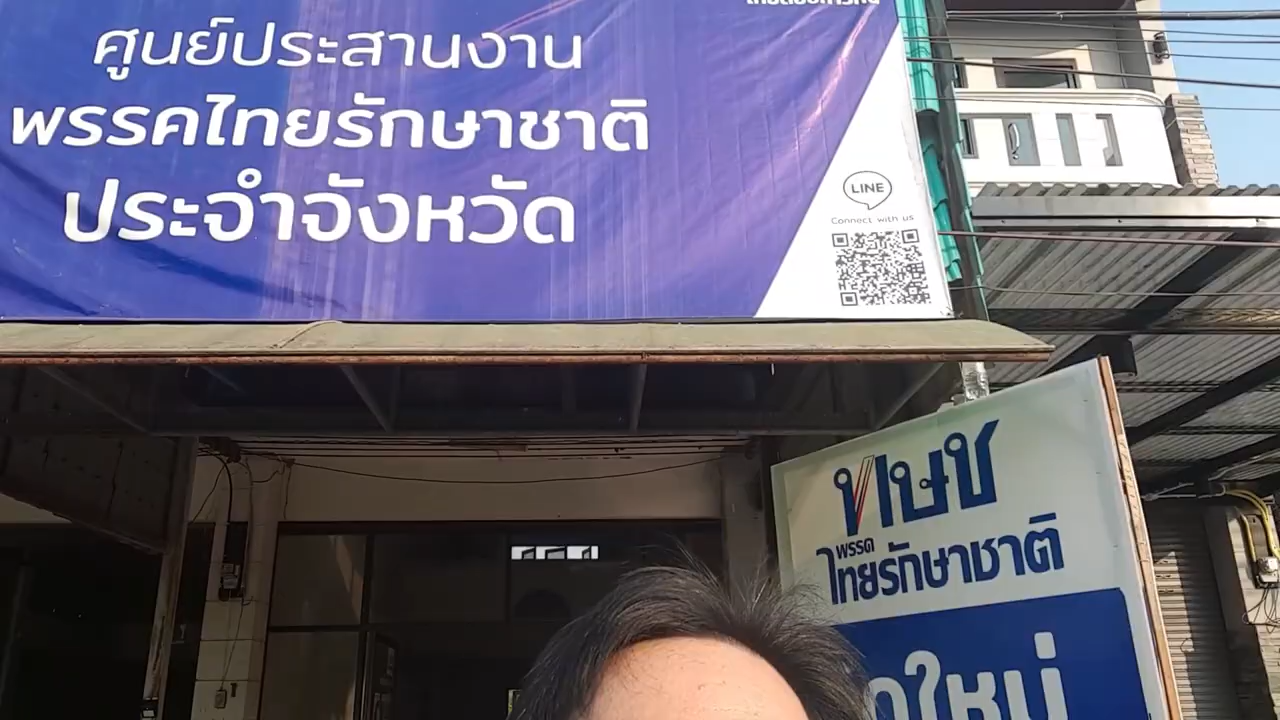 ศูนย์ประสานงาน
พรรคไทยรักษาชาติ
ประจำจังหวัด
LINE
Connect with us
ทษช
พรรค
ไทยรักษาชาติ